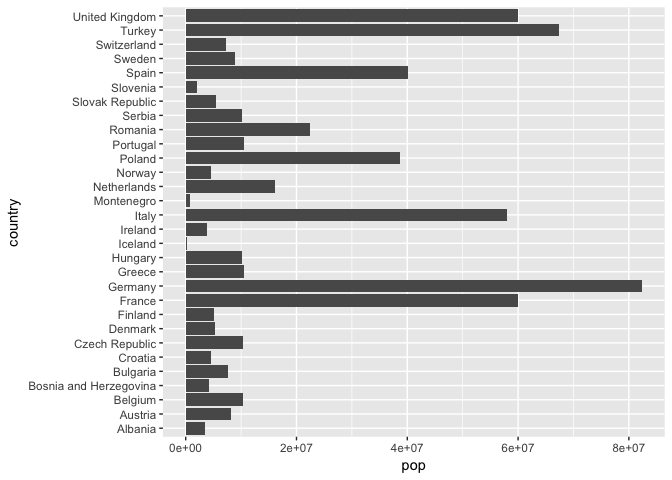 United Kingdom
Turkey
Switzerland
Sweden
Spain
Slovenia
Slovak Republic
Serbia
Romania
Portugal
Poland
Norway
Netherlands
Montenegro
Italy
Ireland
Iceland
Hungary
Greece
Germany
France
Finland
Denmark
Czech Republic
Croatia
Bulgaria
Bosnia and Herzegovina
Belgium
Austria
Albania
country
0e+00 2e+07 4e+07 6e+07 8e+07
pop